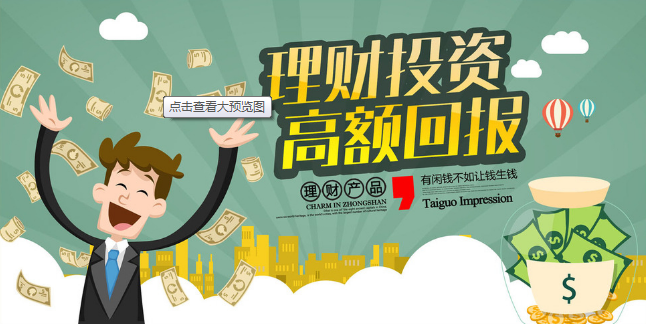 理财投资
点击查看大预览图
高额回报
理财产品
有闲钱不如让钱生钱
CHARM IN ZHONGSHAN
Taiguo Impression
$